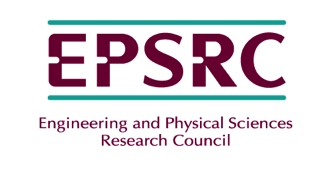 EPSRC
Engineering and Physical Sciences
Research Council